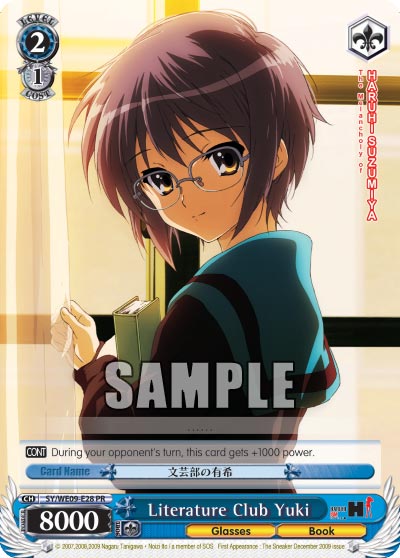 LEVEL
2
1
COST
The Melancholy of
HARUHI SUZUMIYA
SAMPLE
......
CONT During your opponent's turn, this card gets +1000 power.
Card Name
文芸部の有希
CH SY/WE09-E28 PR
Literature Club Yuki
POWER
8000
SOUL
Glasses
Book
© 2007,2008,2009 Nagaru Tanigawa • Noizi Ito / a member of SOS First Appearance : The Sneaker December 2009 issue